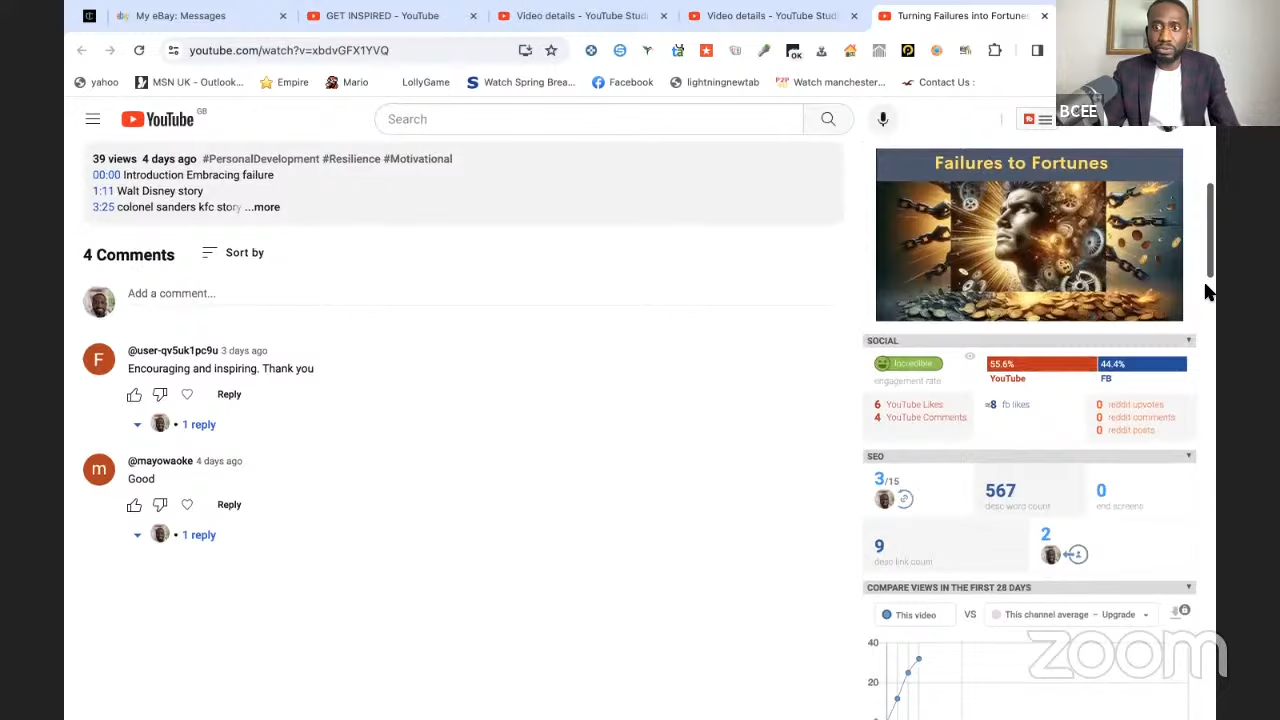 My eBay: Messages
GET INSPIRED - YouTube
Video details - YouTube Studi
Video details - YouTube Studi
Turning Failures into Fortunes
youtube.com/watch?v=xbdvGFX1YVQ
OK
yahoo
MSN UK - Outlook...
Empire
Mario
LollyGame
Watch Spring Brea...
Facebook
lightningnewtab
P2P Watch manchester...
Contact Us :
BCEE
YouTube GB
Search
39 views 4 days ago #PersonalDevelopment #Resilience #Motivational
00:00 Introduction Embracing failure
1:11 Walt Disney story
3:25 colonel sanders kfc story ...more
4 Comments
Sort by
Add a comment...
F
@user-qv5uk1pc9u 3 days ago
Encouraging and inspiring. Thank you
Reply
1 reply
m
@mayowaoke 4 days ago
Good
Reply
1 reply
Failures to Fortunes
SOCIAL
Incredible
engagement rate
55.6%
44.4%
YouTube
FB
6 YouTube Likes
4 YouTube Comments
≈8 fb likes
0 reddit upvotes
0 reddit comments
0 reddit posts
SEO
3/15
567
desc word count
0
end screens
9
desc link count
2
COMPARE VIEWS IN THE FIRST 28 DAYS
This video
VS
This channel average – Upgrade
40
20
zoom